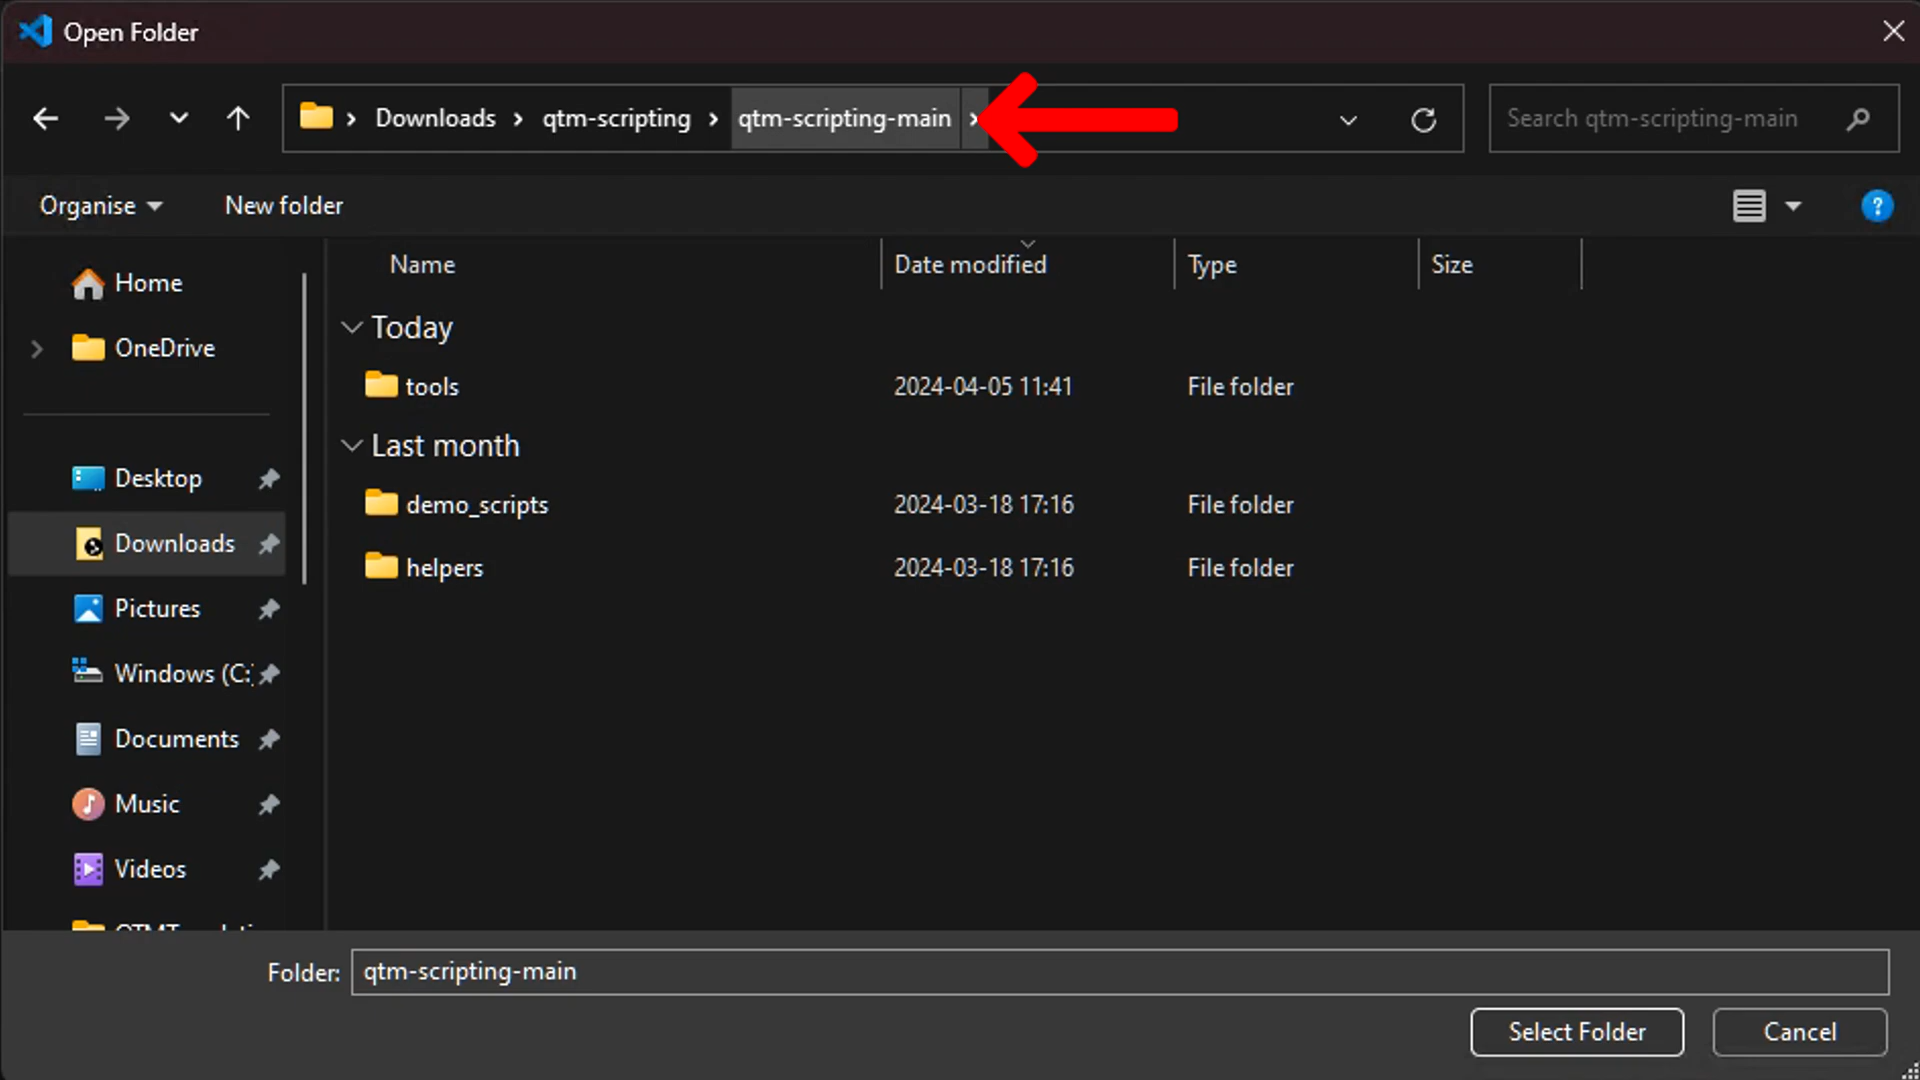 Open Folder
Downloads qtm-scripting qtm-scripting-main
Search qtm-scripting-main
Organise New folder
Name Date modified Type Size
Home
OneDrive
Desktop
Downloads
Pictures
Windows (C:)
Documents
Music
Videos
Today
tools 2024-04-05 11:41 File folder
Last month
demo_scripts 2024-03-18 17:16 File folder
helpers 2024-03-18 17:16 File folder
Folder: qtm-scripting-main
Select Folder Cancel